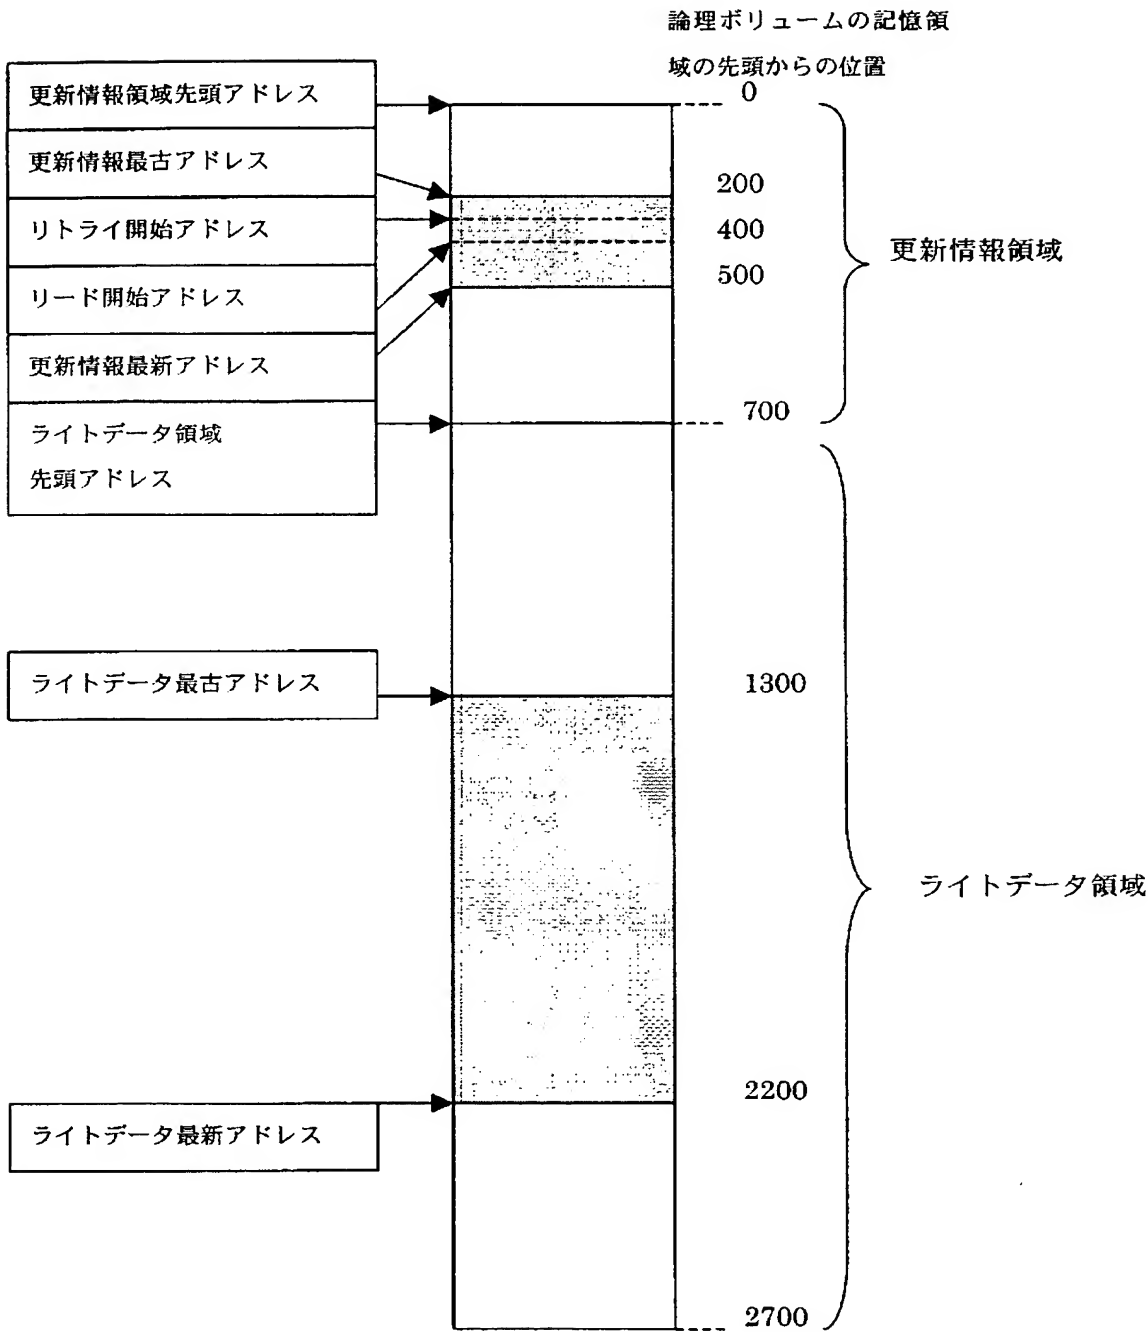 論理ボリュームの記憶領
域の先頭からの位置
更新情報領域先頭アドレス
更新情報最古アドレス
リトライ開始アドレス
リード開始アドレス
更新情報最新アドレス
ライトデータ領域
先頭アドレス
0
200
400
500
700
更新情報領域
ライトデータ最古アドレス
1300
ライトデータ領域
2200
ライトデータ最新アドレス
2700